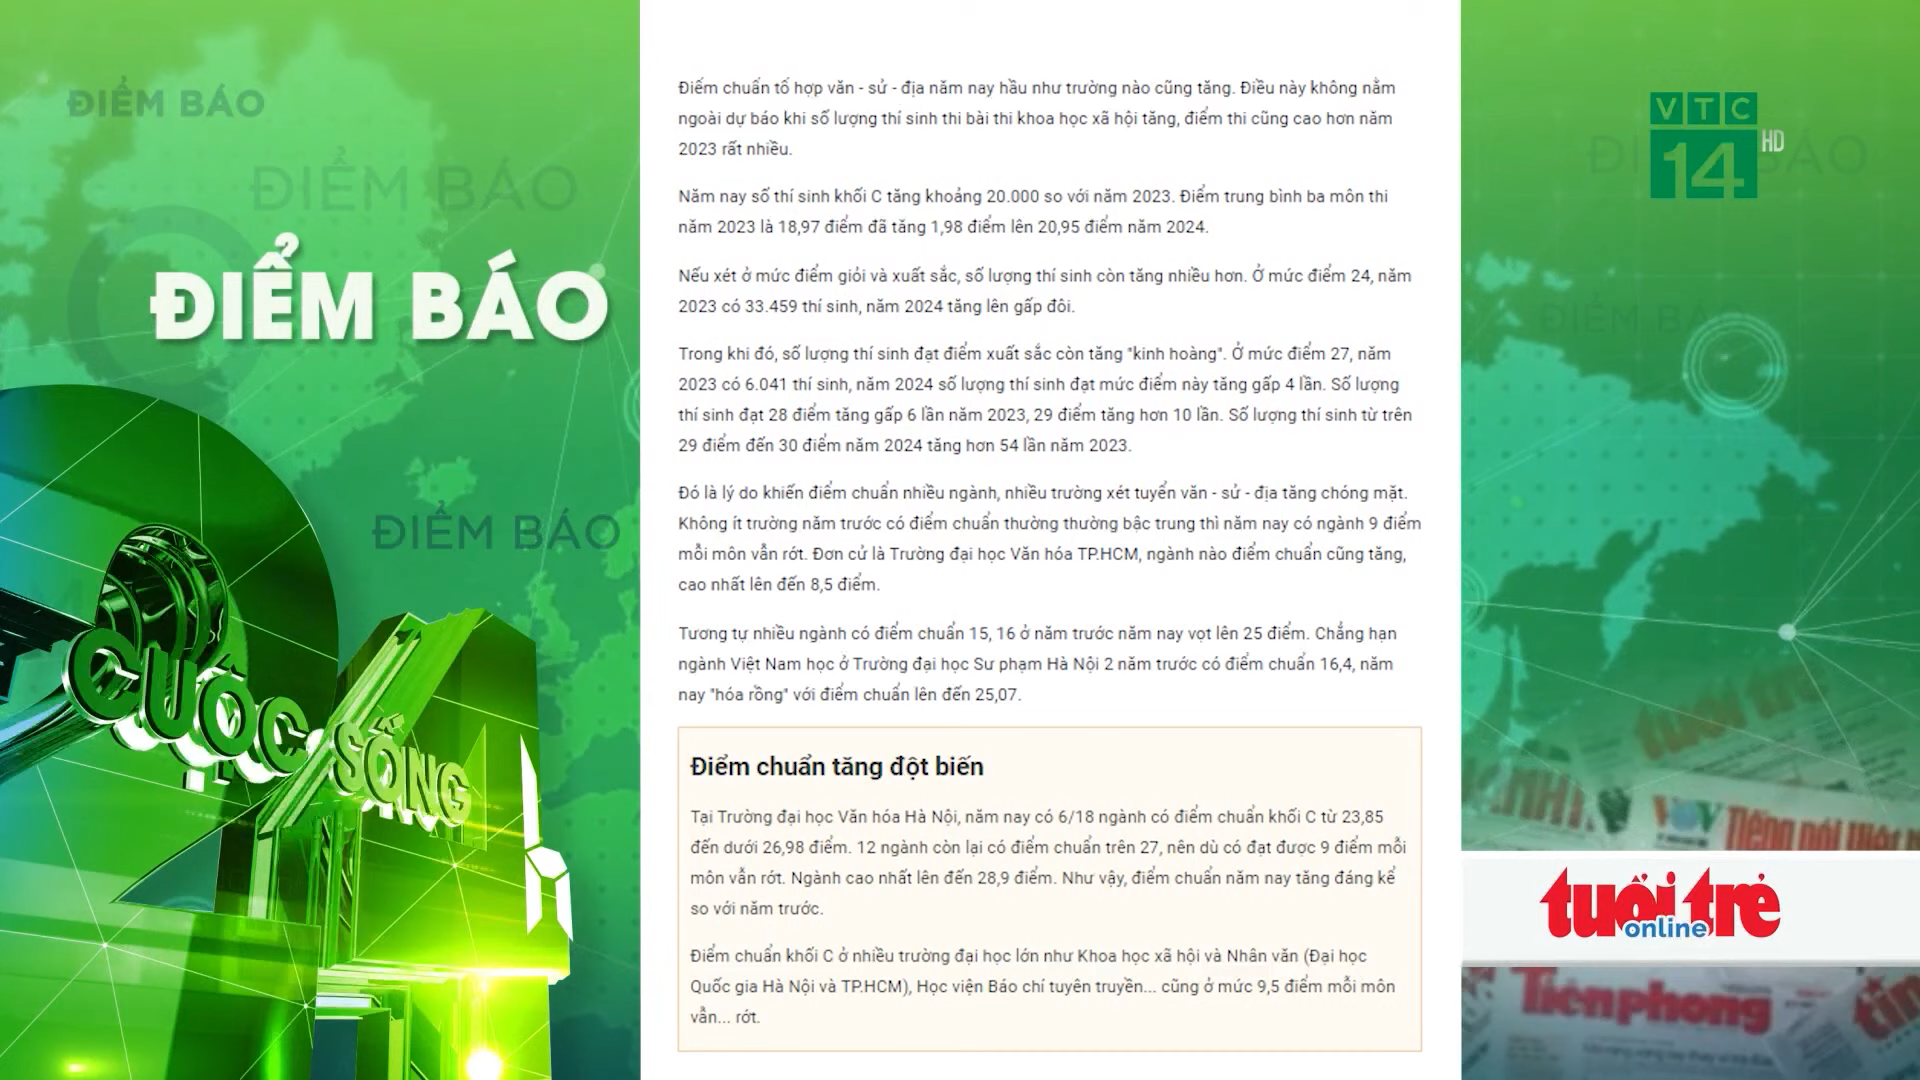 ĐIỂM BÁO
ĐIỂM BÁO
ĐIỂM BÁO
ĐIỂM BÁO
CUỘC SỐNG
24h
Điểm chuẩn tổ hợp văn - sử - địa năm nay hầu như trường nào cũng tăng. Điều này không nằm
ngoài dự báo khi số lượng thí sinh thi bài thi khoa học xã hội tăng, điểm thi cũng cao hơn năm
2023 rất nhiều.
Năm nay số thí sinh khối C tăng khoảng 20.000 so với năm 2023. Điểm trung bình ba môn thi
năm 2023 là 18,97 điểm đã tăng 1,98 điểm lên 20,95 điểm năm 2024.
Nếu xét ở mức điểm giỏi và xuất sắc, số lượng thí sinh còn tăng nhiều hơn. Ở mức điểm 24, năm
2023 có 33.459 thí sinh, năm 2024 tăng lên gấp đôi.
Trong khi đó, số lượng thí sinh đạt điểm xuất sắc còn tăng "kinh hoàng". Ở mức điểm 27, năm
2023 có 6.041 thí sinh, năm 2024 số lượng thí sinh đạt mức điểm này tăng gấp 4 lần. Số lượng
thí sinh đạt 28 điểm tăng gấp 6 lần năm 2023, 29 điểm tăng hơn 10 lần. Số lượng thí sinh từ trên
29 điểm đến 30 điểm năm 2024 tăng hơn 54 lần năm 2023.
Đó là lý do khiến điểm chuẩn nhiều ngành, nhiều trường xét tuyển văn - sử - địa tăng chóng mặt.
Không ít trường năm trước có điểm chuẩn thường thường bậc trung thì năm nay có ngành 9 điểm
mỗi môn vẫn rớt. Đơn cử là Trường đại học Văn hóa TP.HCM, ngành nào điểm chuẩn cũng tăng,
cao nhất lên đến 8,5 điểm.
Tương tự nhiều ngành có điểm chuẩn 15, 16 ở năm trước năm nay vọt lên 25 điểm. Chẳng hạn
ngành Việt Nam học ở Trường đại học Sư phạm Hà Nội 2 năm trước có điểm chuẩn 16,4, năm
nay "hóa rồng" với điểm chuẩn lên đến 25,07.
Điểm chuẩn tăng đột biến
Tại Trường đại học Văn hóa Hà Nội, năm nay có 6/18 ngành có điểm chuẩn khối C từ 23,85
đến dưới 26,98 điểm. 12 ngành còn lại có điểm chuẩn trên 27, nên dù có đạt được 9 điểm mỗi
môn vẫn rớt. Ngành cao nhất lên đến 28,9 điểm. Như vậy, điểm chuẩn năm nay tăng đáng kể
so với năm trước.
Điểm chuẩn khối C ở nhiều trường đại học lớn như Khoa học xã hội và Nhân văn (Đại học
Quốc gia Hà Nội và TP.HCM), Học viện Báo chí tuyên truyền... cũng ở mức 9,5 điểm mỗi môn
vẫn... rớt.
VTC
14 HD
ĐIỂM BÁO
tuổi trẻ
VOV
Tiếng nói
tuổi trẻ
online
Tiền phong